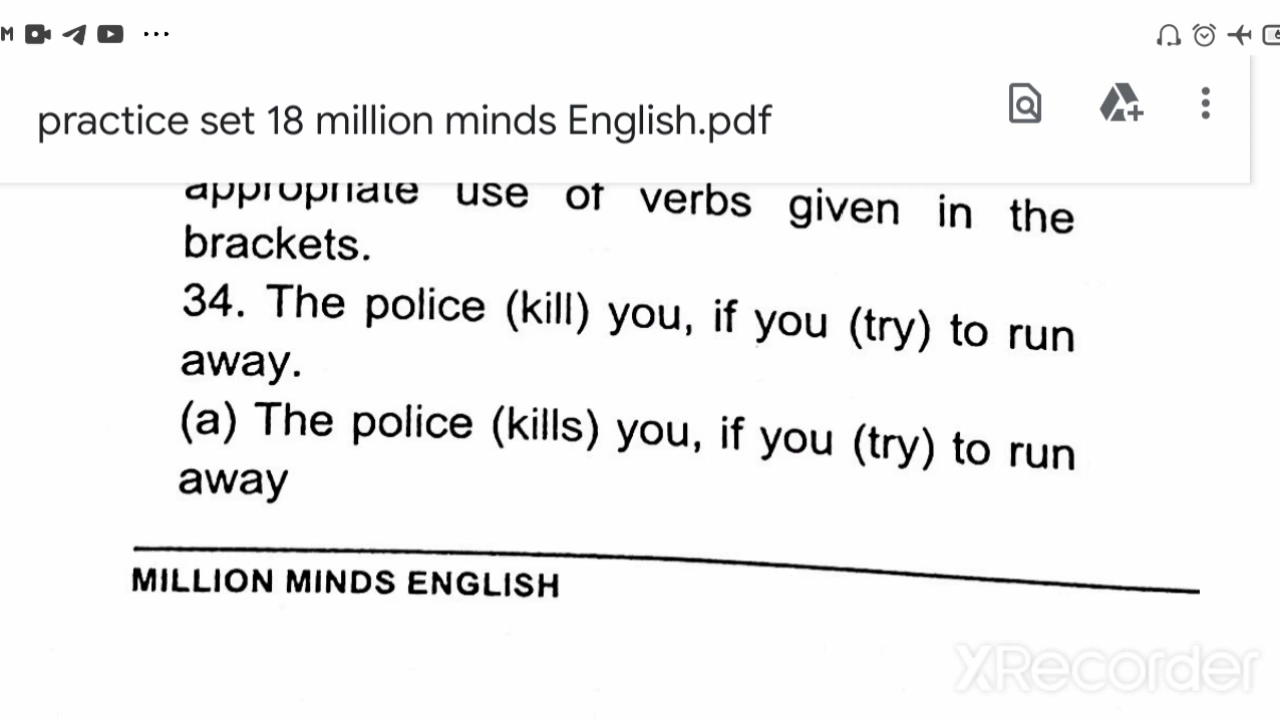 M
practice set 18 million minds English.pdf
appropriate use of verbs given in the
brackets.
34. The police (kill) you, if you (try) to run
away.
(a) The police (kills) you, if you (try) to run
away
MILLION MINDS ENGLISH
XRecorder